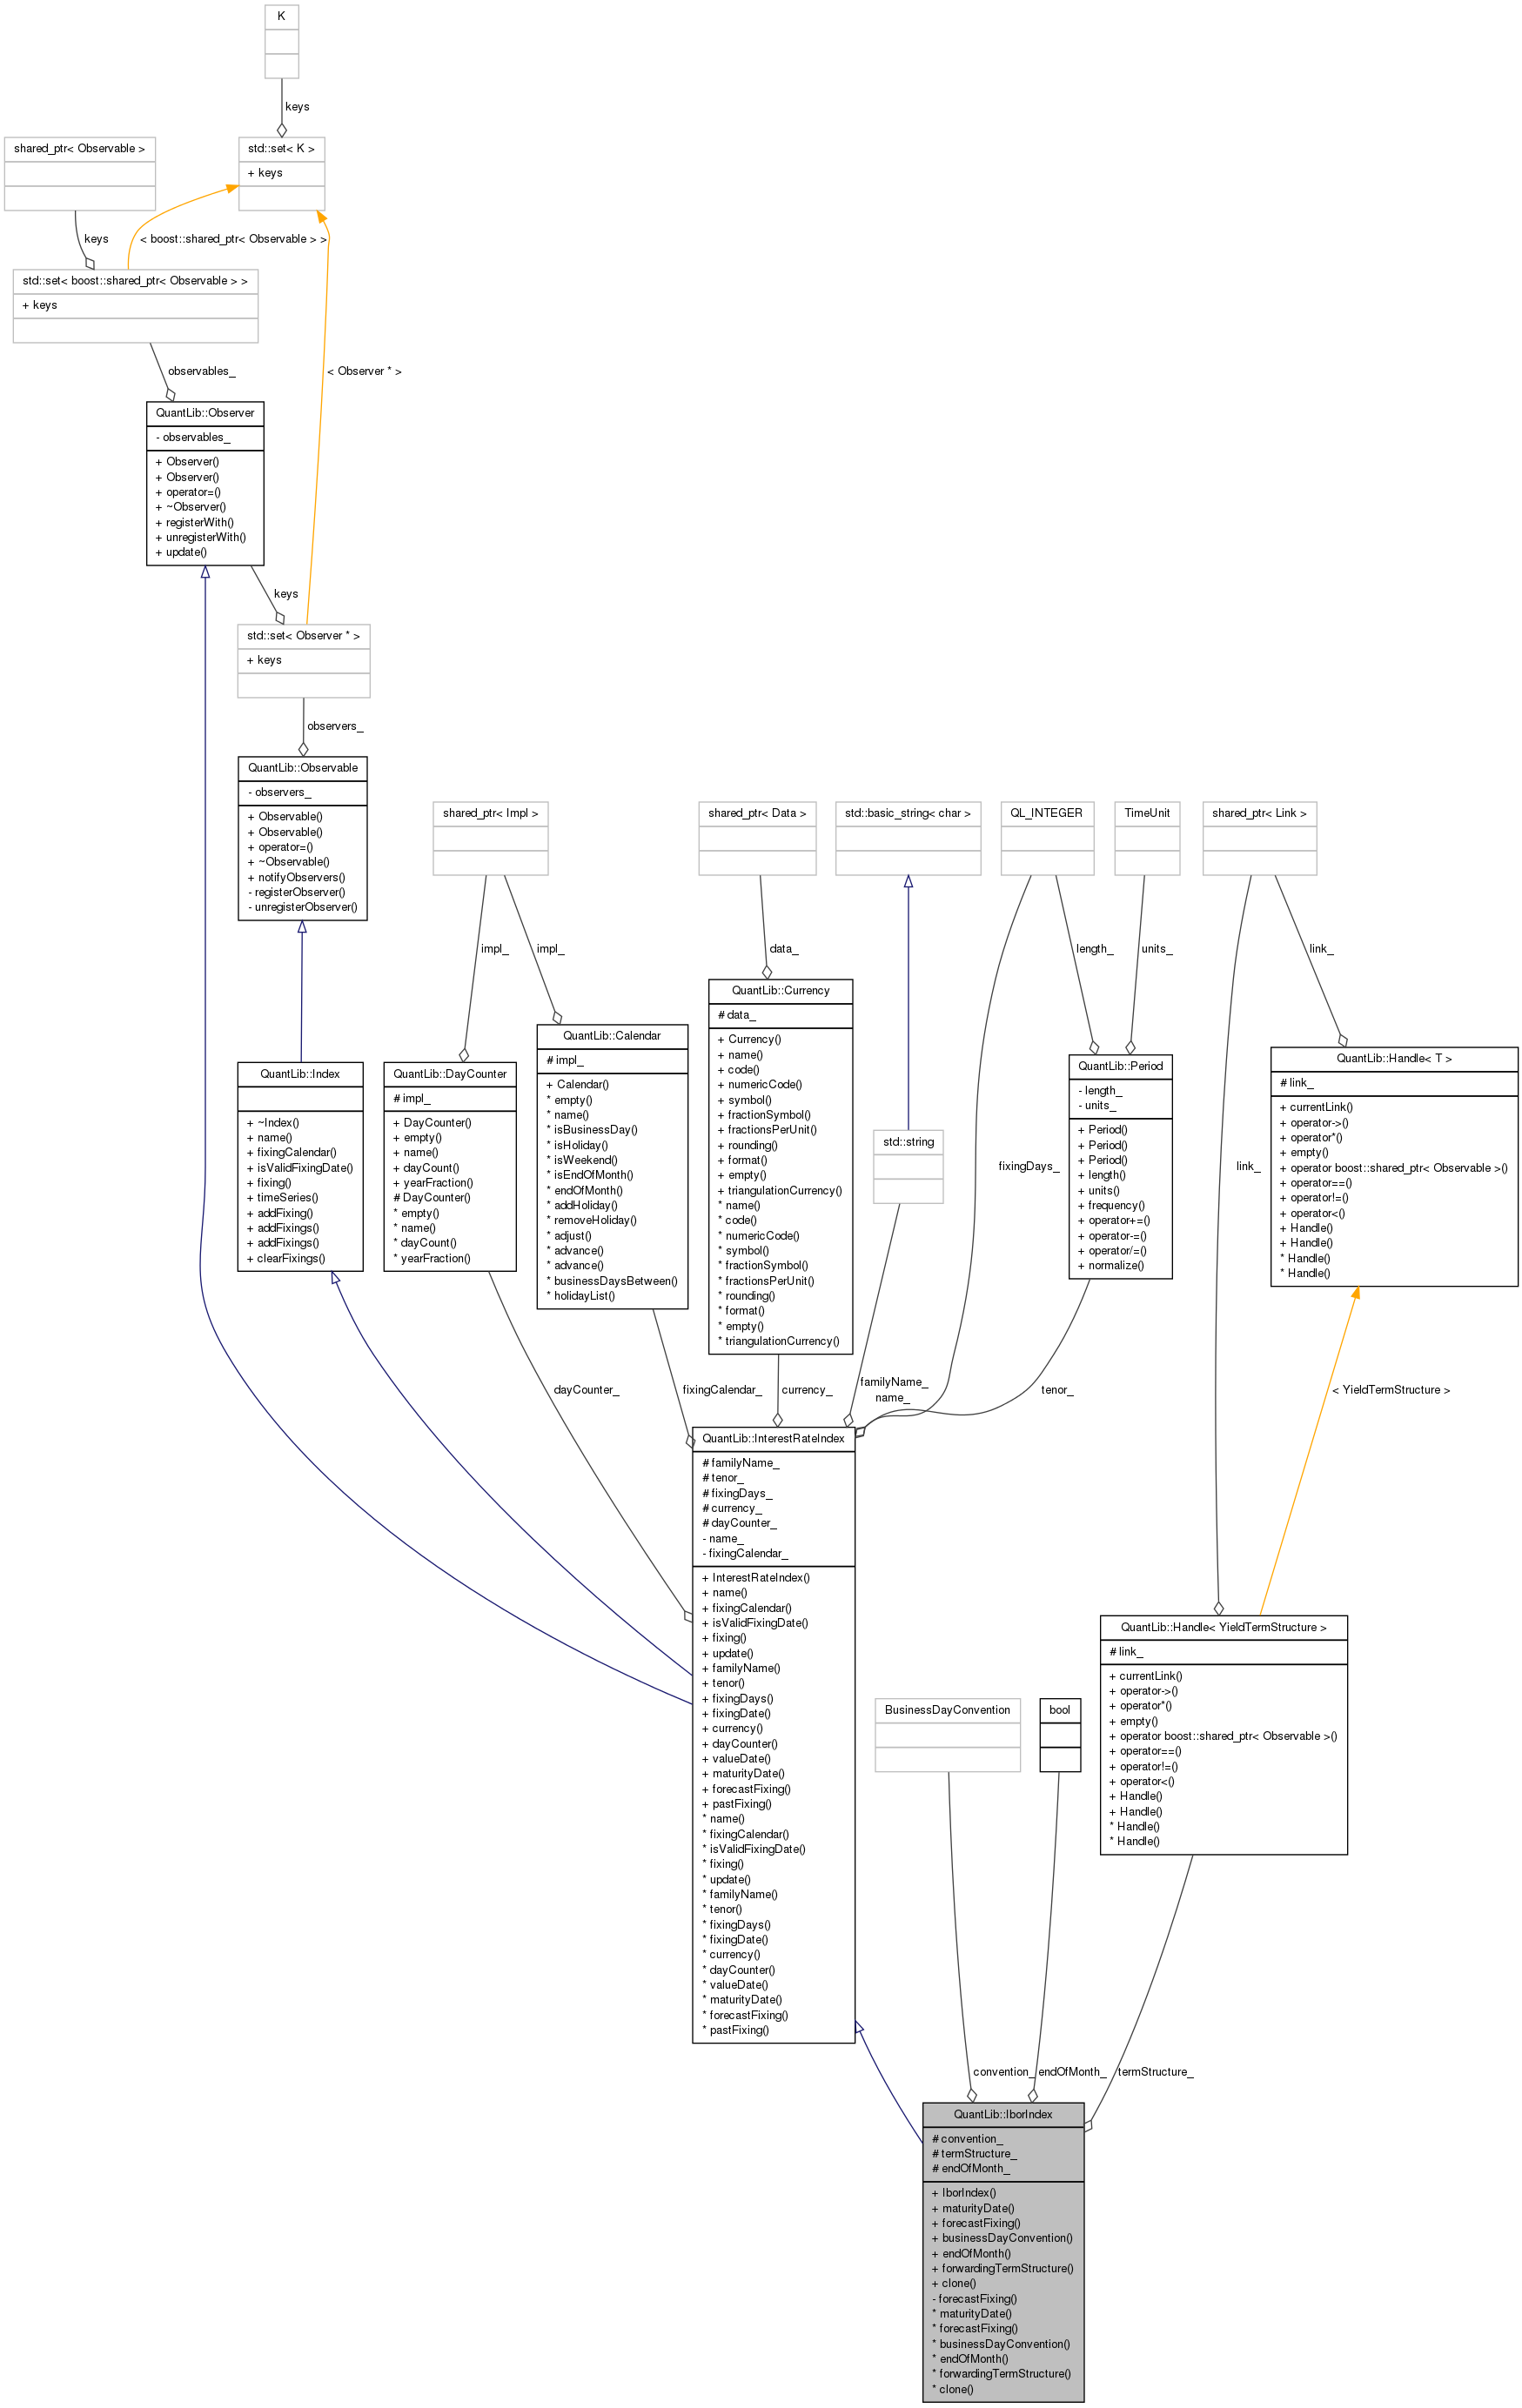 K
keys
shared_ptr< Observable >
std::set< K >
+ keys
keys
< boost::shared_ptr< Observable > >
std::set< boost::shared_ptr< Observable > >
+ keys
observables_
< Observer * >
QuantLib::Observer
- observables_
+ Observer()
+ Observer()
+ operator=()
+ ~Observer()
+ registerWith()
+ unregisterWith()
+ update()
keys
std::set< Observer * >
+ keys
observers_
QuantLib::Observable
- observers_
+ Observable()
+ Observable()
+ operator=()
+ ~Observable()
+ notifyObservers()
- registerObserver()
- unregisterObserver()
shared_ptr< Impl >
shared_ptr< Data >
std::basic_string< char >
QL_INTEGER
TimeUnit
shared_ptr< Link >
impl_
impl_
data_
length_
units_
link_
QuantLib::Index
+ ~Index()
+ name()
+ fixingCalendar()
+ isValidFixingDate()
+ fixing()
+ timeSeries()
+ addFixing()
+ addFixings()
+ addFixings()
+ clearFixings()
QuantLib::DayCounter
# impl_
+ DayCounter()
+ empty()
+ name()
+ dayCount()
+ yearFraction()
# DayCounter()
* empty()
* name()
* dayCount()
* yearFraction()
QuantLib::Calendar
# impl_
+ Calendar()
* empty()
* name()
* isBusinessDay()
* isHoliday()
* isWeekend()
* isEndOfMonth()
* endOfMonth()
* addHoliday()
* removeHoliday()
* adjust()
* advance()
* advance()
* businessDaysBetween()
* holidayList()
QuantLib::Currency
# data_
+ Currency()
+ name()
+ code()
+ numericCode()
+ symbol()
+ fractionSymbol()
+ fractionsPerUnit()
+ rounding()
+ format()
+ empty()
+ triangulationCurrency()
* name()
* code()
* numericCode()
* symbol()
* fractionSymbol()
* fractionsPerUnit()
* rounding()
* format()
* empty()
* triangulationCurrency()
std::string
fixingDays_
QuantLib::Period
- length_
- units_
+ Period()
+ Period()
+ Period()
+ length()
+ units()
+ frequency()
+ operator+=()
+ operator-=()
+ operator/=()
+ normalize()
link_
QuantLib::Handle< T >
# link_
+ currentLink()
+ operator->()
+ operator*()
+ empty()
+ operator boost::shared_ptr< Observable >()
+ operator==()
+ operator!=()
+ operator<()
+ Handle()
+ Handle()
* Handle()
* Handle()
dayCounter_
fixingCalendar_
currency_
familyName_
name_
tenor_
< YieldTermStructure >
QuantLib::InterestRateIndex
# familyName_
# tenor_
# fixingDays_
# currency_
# dayCounter_
- name_
- fixingCalendar_
+ InterestRateIndex()
+ name()
+ fixingCalendar()
+ isValidFixingDate()
+ fixing()
+ update()
+ familyName()
+ tenor()
+ fixingDays()
+ fixingDate()
+ currency()
+ dayCounter()
+ valueDate()
+ maturityDate()
+ forecastFixing()
+ pastFixing()
* name()
* fixingCalendar()
* isValidFixingDate()
* fixing()
* update()
* familyName()
* tenor()
* fixingDays()
* fixingDate()
* currency()
* dayCounter()
* valueDate()
* maturityDate()
* forecastFixing()
* pastFixing()
BusinessDayConvention
bool
QuantLib::Handle< YieldTermStructure >
# link_
+ currentLink()
+ operator->()
+ operator*()
+ empty()
+ operator boost::shared_ptr< Observable >()
+ operator==()
+ operator!=()
+ operator<()
+ Handle()
+ Handle()
* Handle()
* Handle()
convention_
endOfMonth_
termStructure_
QuantLib::IborIndex
# convention_
# termStructure_
# endOfMonth_
+ IborIndex()
+ maturityDate()
+ forecastFixing()
+ businessDayConvention()
+ endOfMonth()
+ forwardingTermStructure()
+ clone()
- forecastFixing()
* maturityDate()
* forecastFixing()
* businessDayConvention()
* endOfMonth()
* forwardingTermStructure()
* clone()